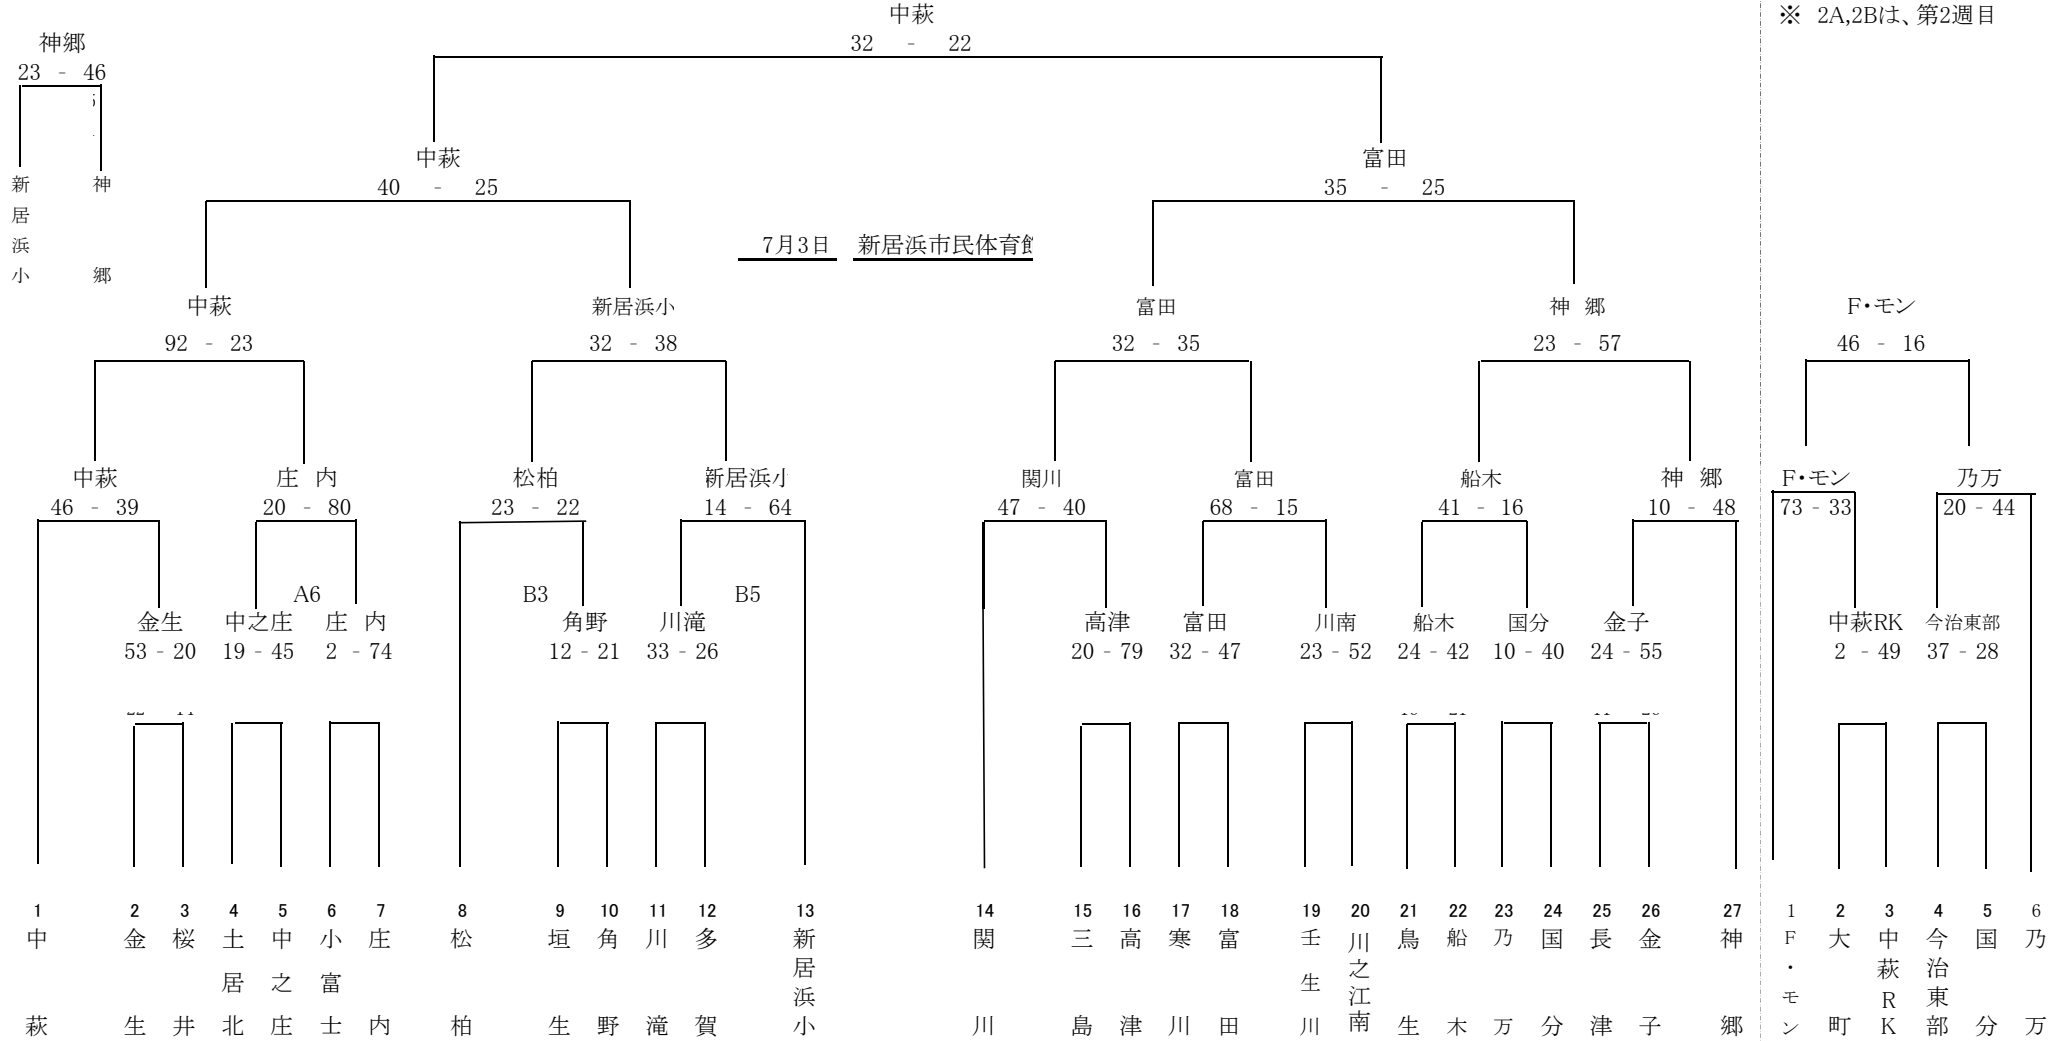 中萩
※ 2A,2Bは、第2週目
神郷
32 - 22
23 - 46
中萩 富田
新居浜小 神郷
40 - 25 35 - 25
7月3日 新居浜市民体育館
中萩 新居浜小 富田 神 郷 F・モン
92 - 23 32 - 38 32 - 35 23 - 57 46 - 16
中萩 庄 内 松柏 新居浜小 関川 富田 船木 神 郷 F・モン 乃万
46 - 39 20 - 80 23 - 22 14 - 64 47 - 40 68 - 15 41 - 16 10 - 48 73 - 33 20 - 44
A6 B3 B5
金生 中之庄 庄 内 角野 川滝 高津 富田 川南 船木 国分 金子 中萩RK 今治東部
53 - 20 19 - 45 2 - 74 12 - 21 33 - 26 20 - 79 32 - 47 23 - 52 24 - 42 10 - 40 24 - 55 2 - 49 37 - 28
1 2 3 4 5 6 7 8 9 10 11 12 13 14 15 16 17 18 19 20 21 22 23 24 25 26 27 1 2 3 4 5 6
中萩 金生 桜井 土居北 中之庄 小富士 庄内 松柏 垣生 角野 川滝 多賀 新居浜小 関川 三島 高津 寒川 富田 壬生川 川之江南 鳥生 船木 乃万 国分 長津 金子 神郷 F・モン 大町 中萩RK 今治東部 国分 乃万